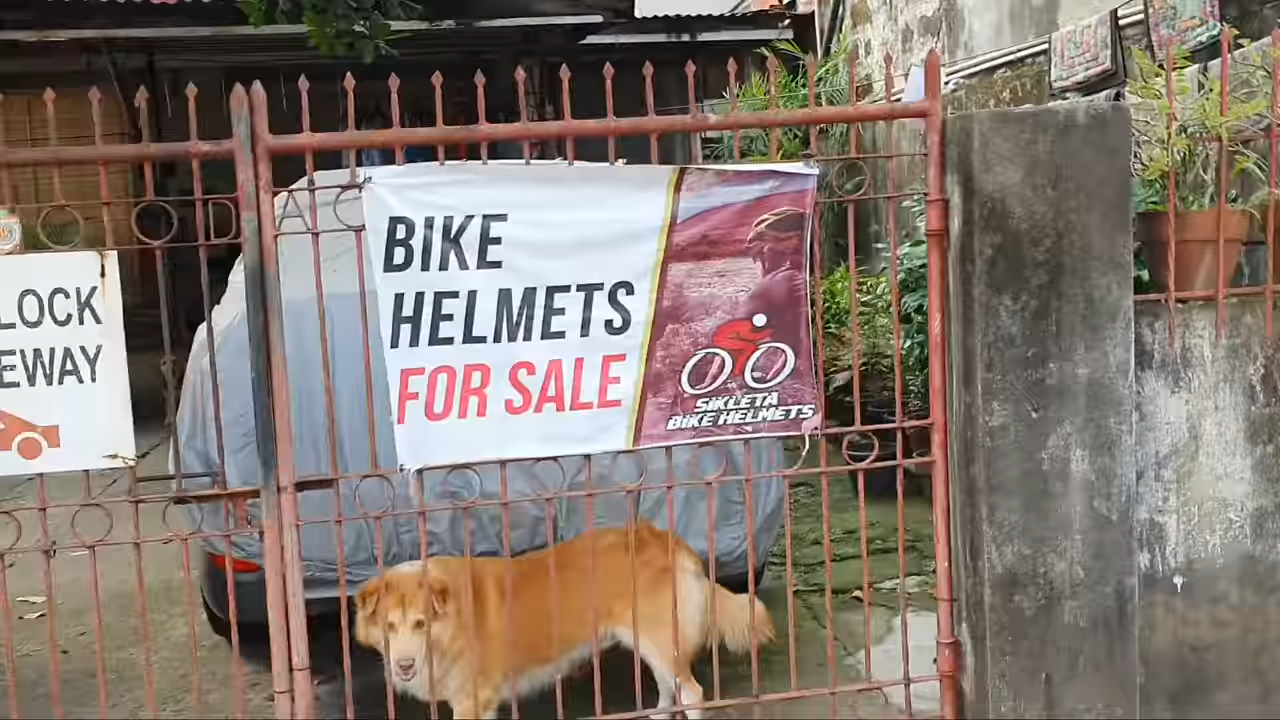 LOCK
EWAY
BIKE
HELMETS
FOR SALE
SIKLETA
BIKE HELMETS